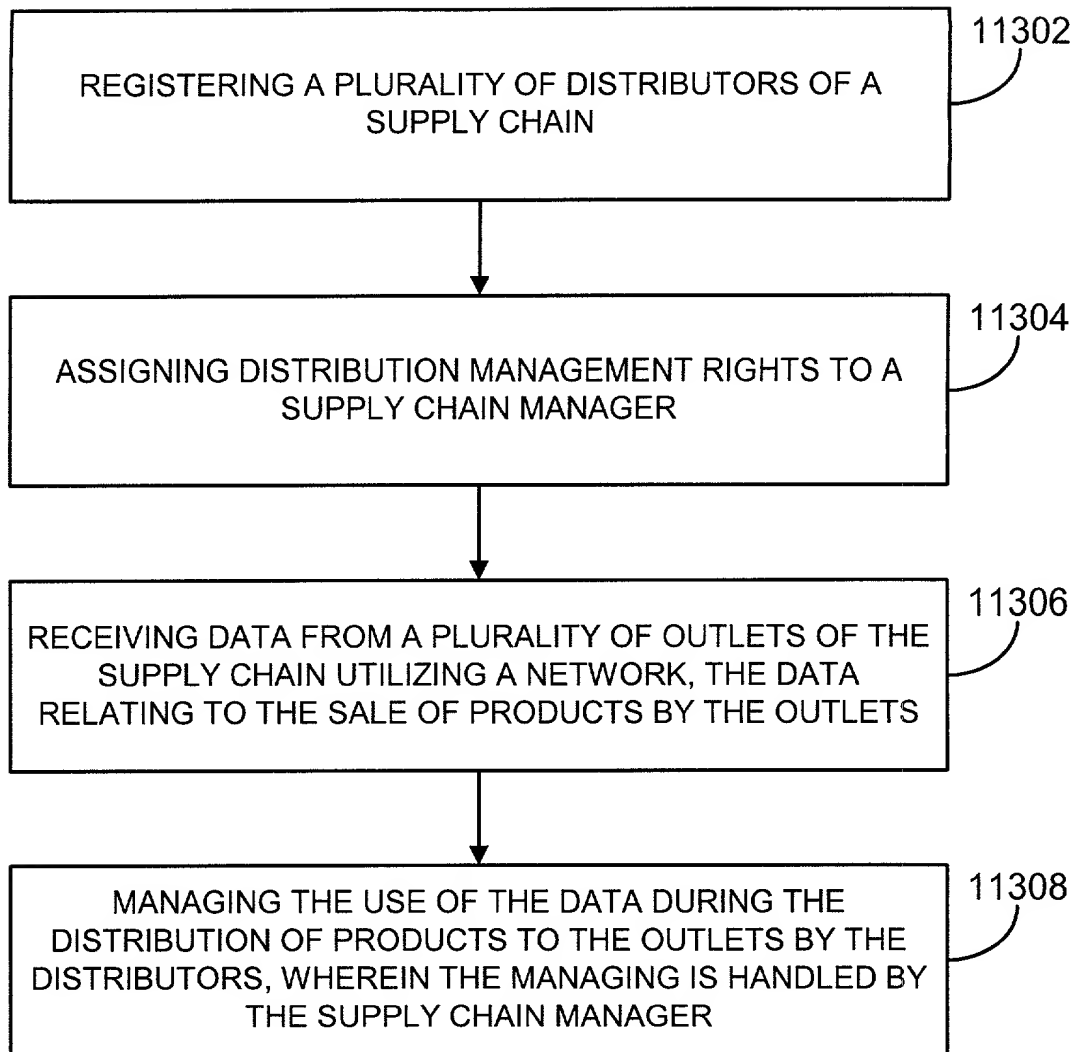 11302
REGISTERING A PLURALITY OF DISTRIBUTORS OF A
SUPPLY CHAIN
11304
ASSIGNING DISTRIBUTION MANAGEMENT RIGHTS TO A
SUPPLY CHAIN MANAGER
11306
RECEIVING DATA FROM A PLURALITY OF OUTLETS OF THE
SUPPLY CHAIN UTILIZING A NETWORK, THE DATA
RELATING TO THE SALE OF PRODUCTS BY THE OUTLETS
11308
MANAGING THE USE OF THE DATA DURING THE
DISTRIBUTION OF PRODUCTS TO THE OUTLETS BY THE
DISTRIBUTORS, WHEREIN THE MANAGING IS HANDLED BY
THE SUPPLY CHAIN MANAGER